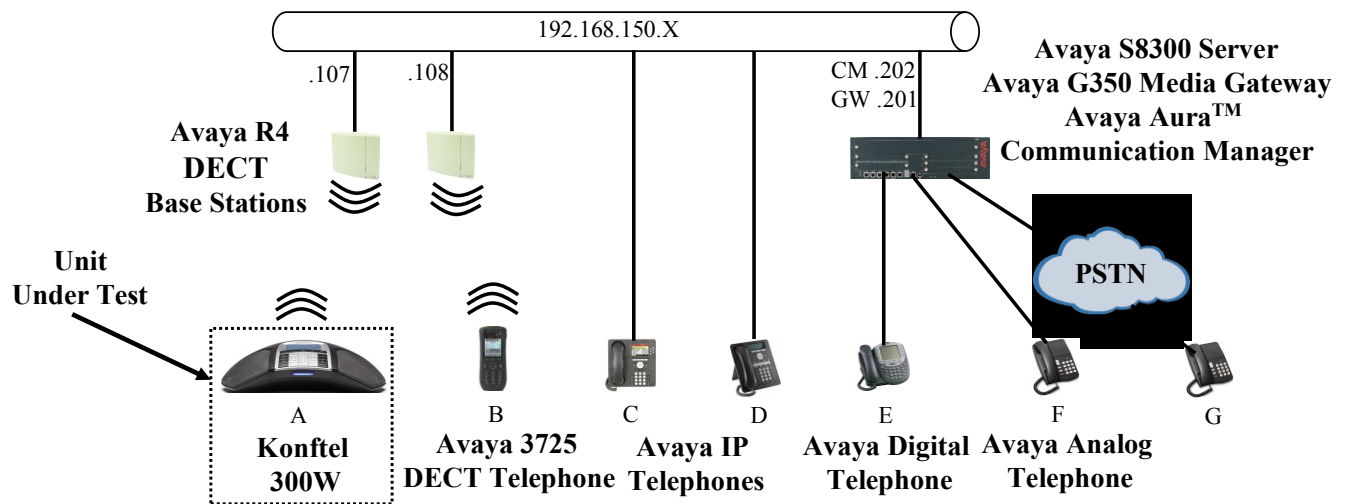 192.168.150.X
.107
.108
CM .202
GW .201
Avaya S8300 Server
Avaya G350 Media Gateway
Avaya Aura™
Communication Manager
Avaya R4
DECT
Base Stations
AVAYA
PSTN
Unit
Under Test
A
B
C
D
E
F
G
Konftel
300W
Avaya 3725
DECT Telephone
Avaya IP
Telephones
Avaya Digital
Telephone
Avaya Analog
Telephone